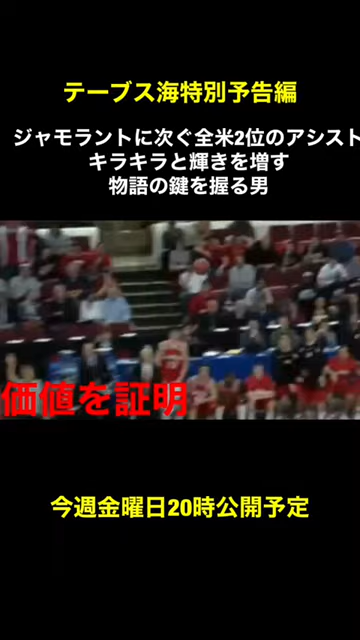 テーブス海特別予告編
ジャモラントに次ぐ全米2位のアシスト
キラキラと輝きを増す
物語の鍵を握る男
価値を証明
今週金曜日20時公開予定